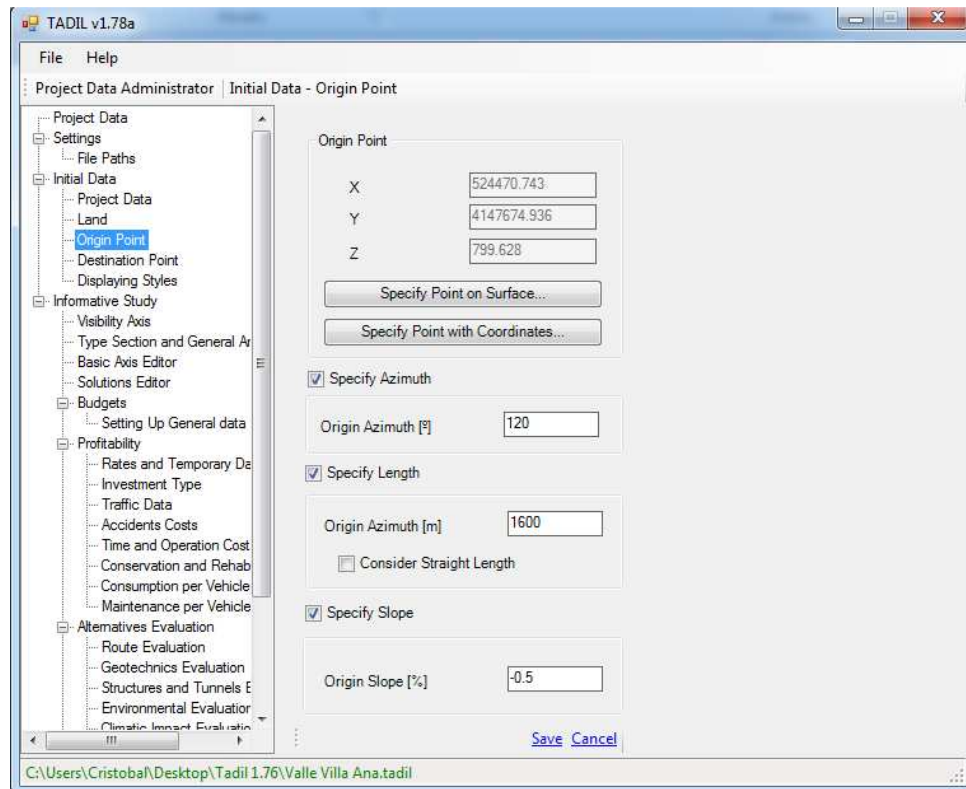 TADIL v1.78a
File Help
Project Data Administrator Initial Data - Origin Point
Project Data
Settings
File Paths
Initial Data
Project Data
Land
Origin Point
Destination Point
Displaying Styles
Informative Study
Visibility Axis
Type Section and General Ar
Basic Axis Editor
Solutions Editor
Budgets
Setting Up General data
Profitability
Rates and Temporary Da
Investment Type
Traffic Data
Accidents Costs
Time and Operation Cost
Conservation and Rehab
Consumption per Vehicle
Maintenance per Vehicle
Alternatives Evaluation
Route Evaluation
Geotechnics Evaluation
Structures and Tunnels E
Environmental Evaluation
Climatic Impact Evaluatio
Origin Point
X 524470.743
Y 4147674.936
Z 799.628
Specify Point on Surface...
Specify Point with Coordinates...
Specify Azimuth
Origin Azimuth [º] 120
Specify Length
Origin Azimuth [m] 1600
Consider Straight Length
Specify Slope
Origin Slope [%] -0.5
Save Cancel
C:\Users\Cristobal\Desktop\Tadil 1.76\Valle Villa Ana.tadil